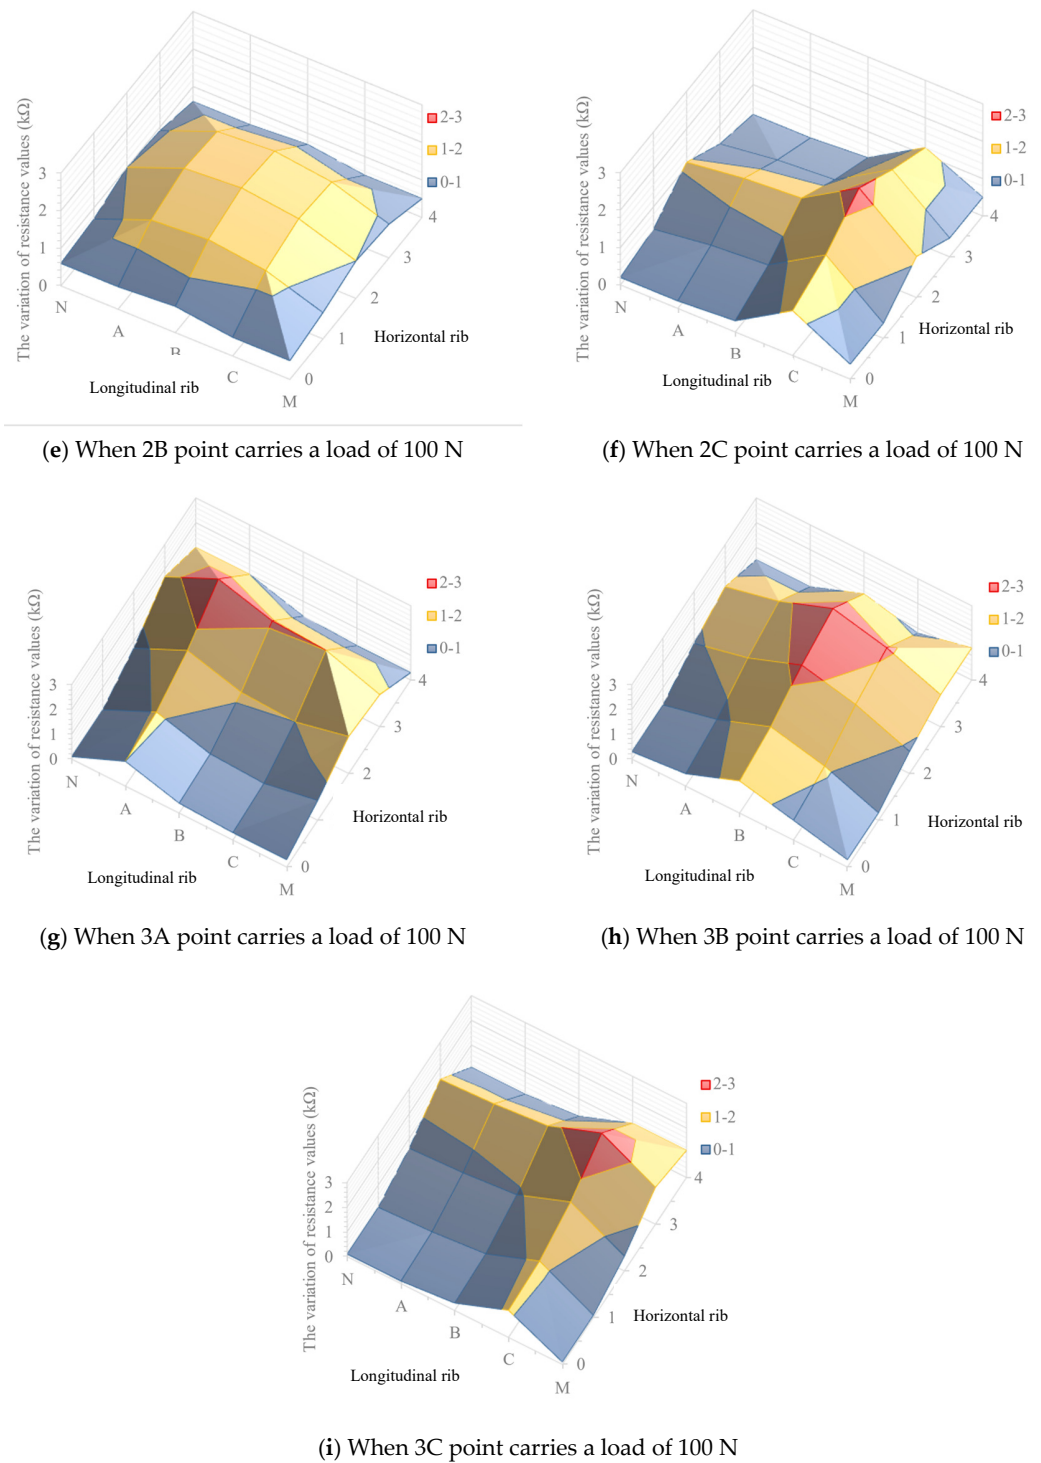 The variation of resistance values (kΩ)
3
2
1
0
N
A
B
C
M
0
1
2
3
4
Longitudinal rib
Horizontal rib
2-3
1-2
0-1
(e) When 2B point carries a load of 100 N
The variation of resistance values (kΩ)
3
2
1
0
N
A
B
C
M
0
1
2
3
4
Longitudinal rib
Horizontal rib
2-3
1-2
0-1
(f) When 2C point carries a load of 100 N
The variation of resistance values (kΩ)
3
2
1
0
N
A
B
C
M
0
2
3
4
Longitudinal rib
Horizontal rib
2-3
1-2
0-1
(g) When 3A point carries a load of 100 N
The variation of resistance values (kΩ)
3
2
1
0
N
A
B
C
M
0
1
2
3
4
Longitudinal rib
Horizontal rib
2-3
1-2
0-1
(h) When 3B point carries a load of 100 N
The variation of resistance values (kΩ)
3
2
1
0
N
A
B
C
M
0
1
2
3
4
Longitudinal rib
Horizontal rib
2-3
1-2
0-1
(i) When 3C point carries a load of 100 N